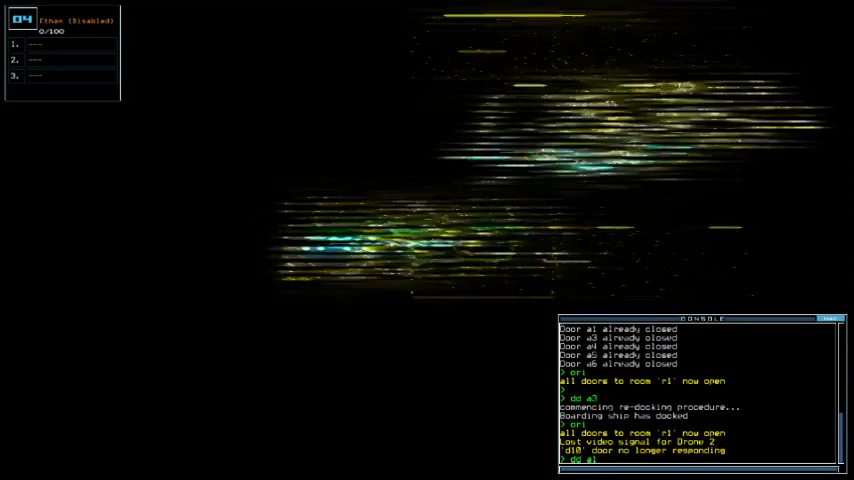 04
Ethan (Disabled)
0/100
1. ---
2. ---
3. ---
CONSOLE
Door a1 already closed
Door a3 already closed
Door a4 already closed
Door a5 already closed
Door a6 already closed
> ori
all doors to room 'r1' now open
>
> dd a3
commencing re-docking procedure...
Boarding ship has docked
> ori
all doors to room 'r1' now open
Lost video signal for Drone 2
'd10' door no longer responding
> dd a1